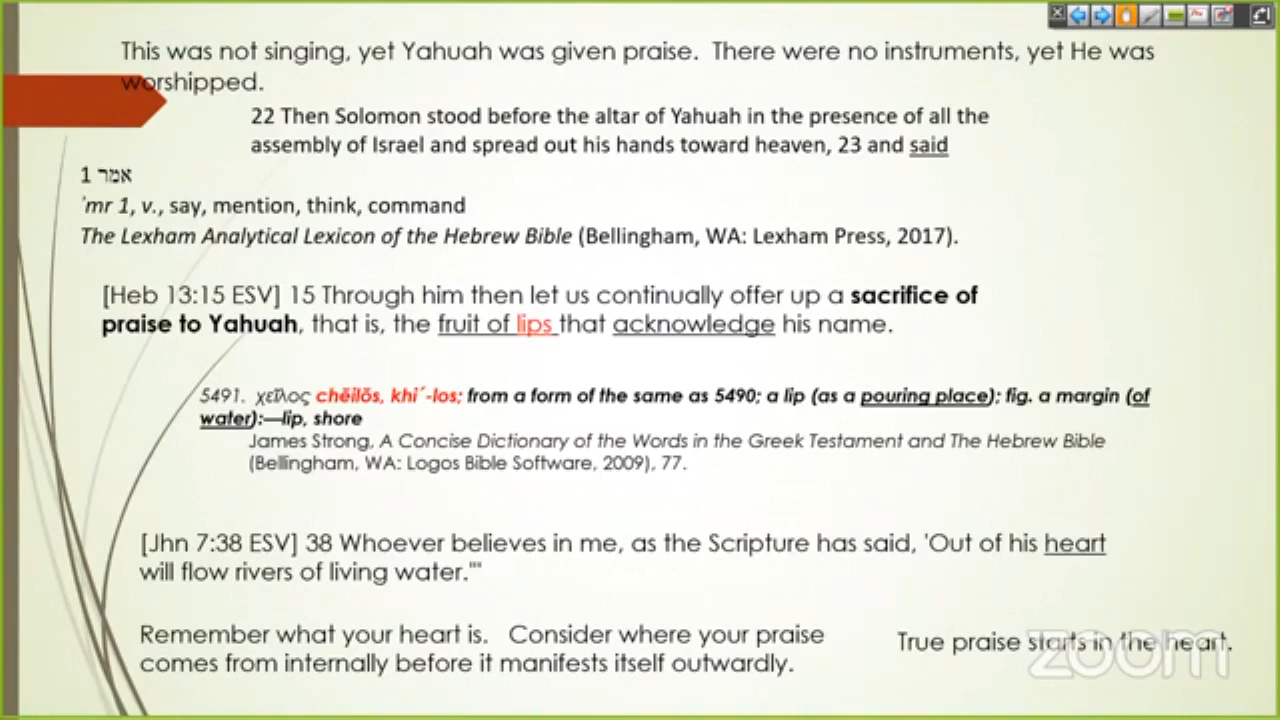 This was not singing, yet Yahuah was given praise.  There were no instruments, yet He was
worshipped.
22 Then Solomon stood before the altar of Yahuah in the presence of all the
assembly of Israel and spread out his hands toward heaven, 23 and said
אמר 1
ʾmr 1, v., say, mention, think, command
The Lexham Analytical Lexicon of the Hebrew Bible (Bellingham, WA: Lexham Press, 2017).
[Heb 13:15 ESV] 15 Through him then let us continually offer up a sacrifice of
praise to Yahuah, that is, the fruit of lips that acknowledge his name.
5491. χεῖλος chĕilŏs, khi´-los; from a form of the same as 5490; a lip (as a pouring place); fig. a margin (of
water):—lip, shore
James Strong, A Concise Dictionary of the Words in the Greek Testament and The Hebrew Bible
(Bellingham, WA: Logos Bible Software, 2009), 77.
[Jhn 7:38 ESV] 38 Whoever believes in me, as the Scripture has said, 'Out of his heart
will flow rivers of living water.'"
Remember what your heart is.   Consider where your praise
comes from internally before it manifests itself outwardly.
True praise starts in the heart.
zoom